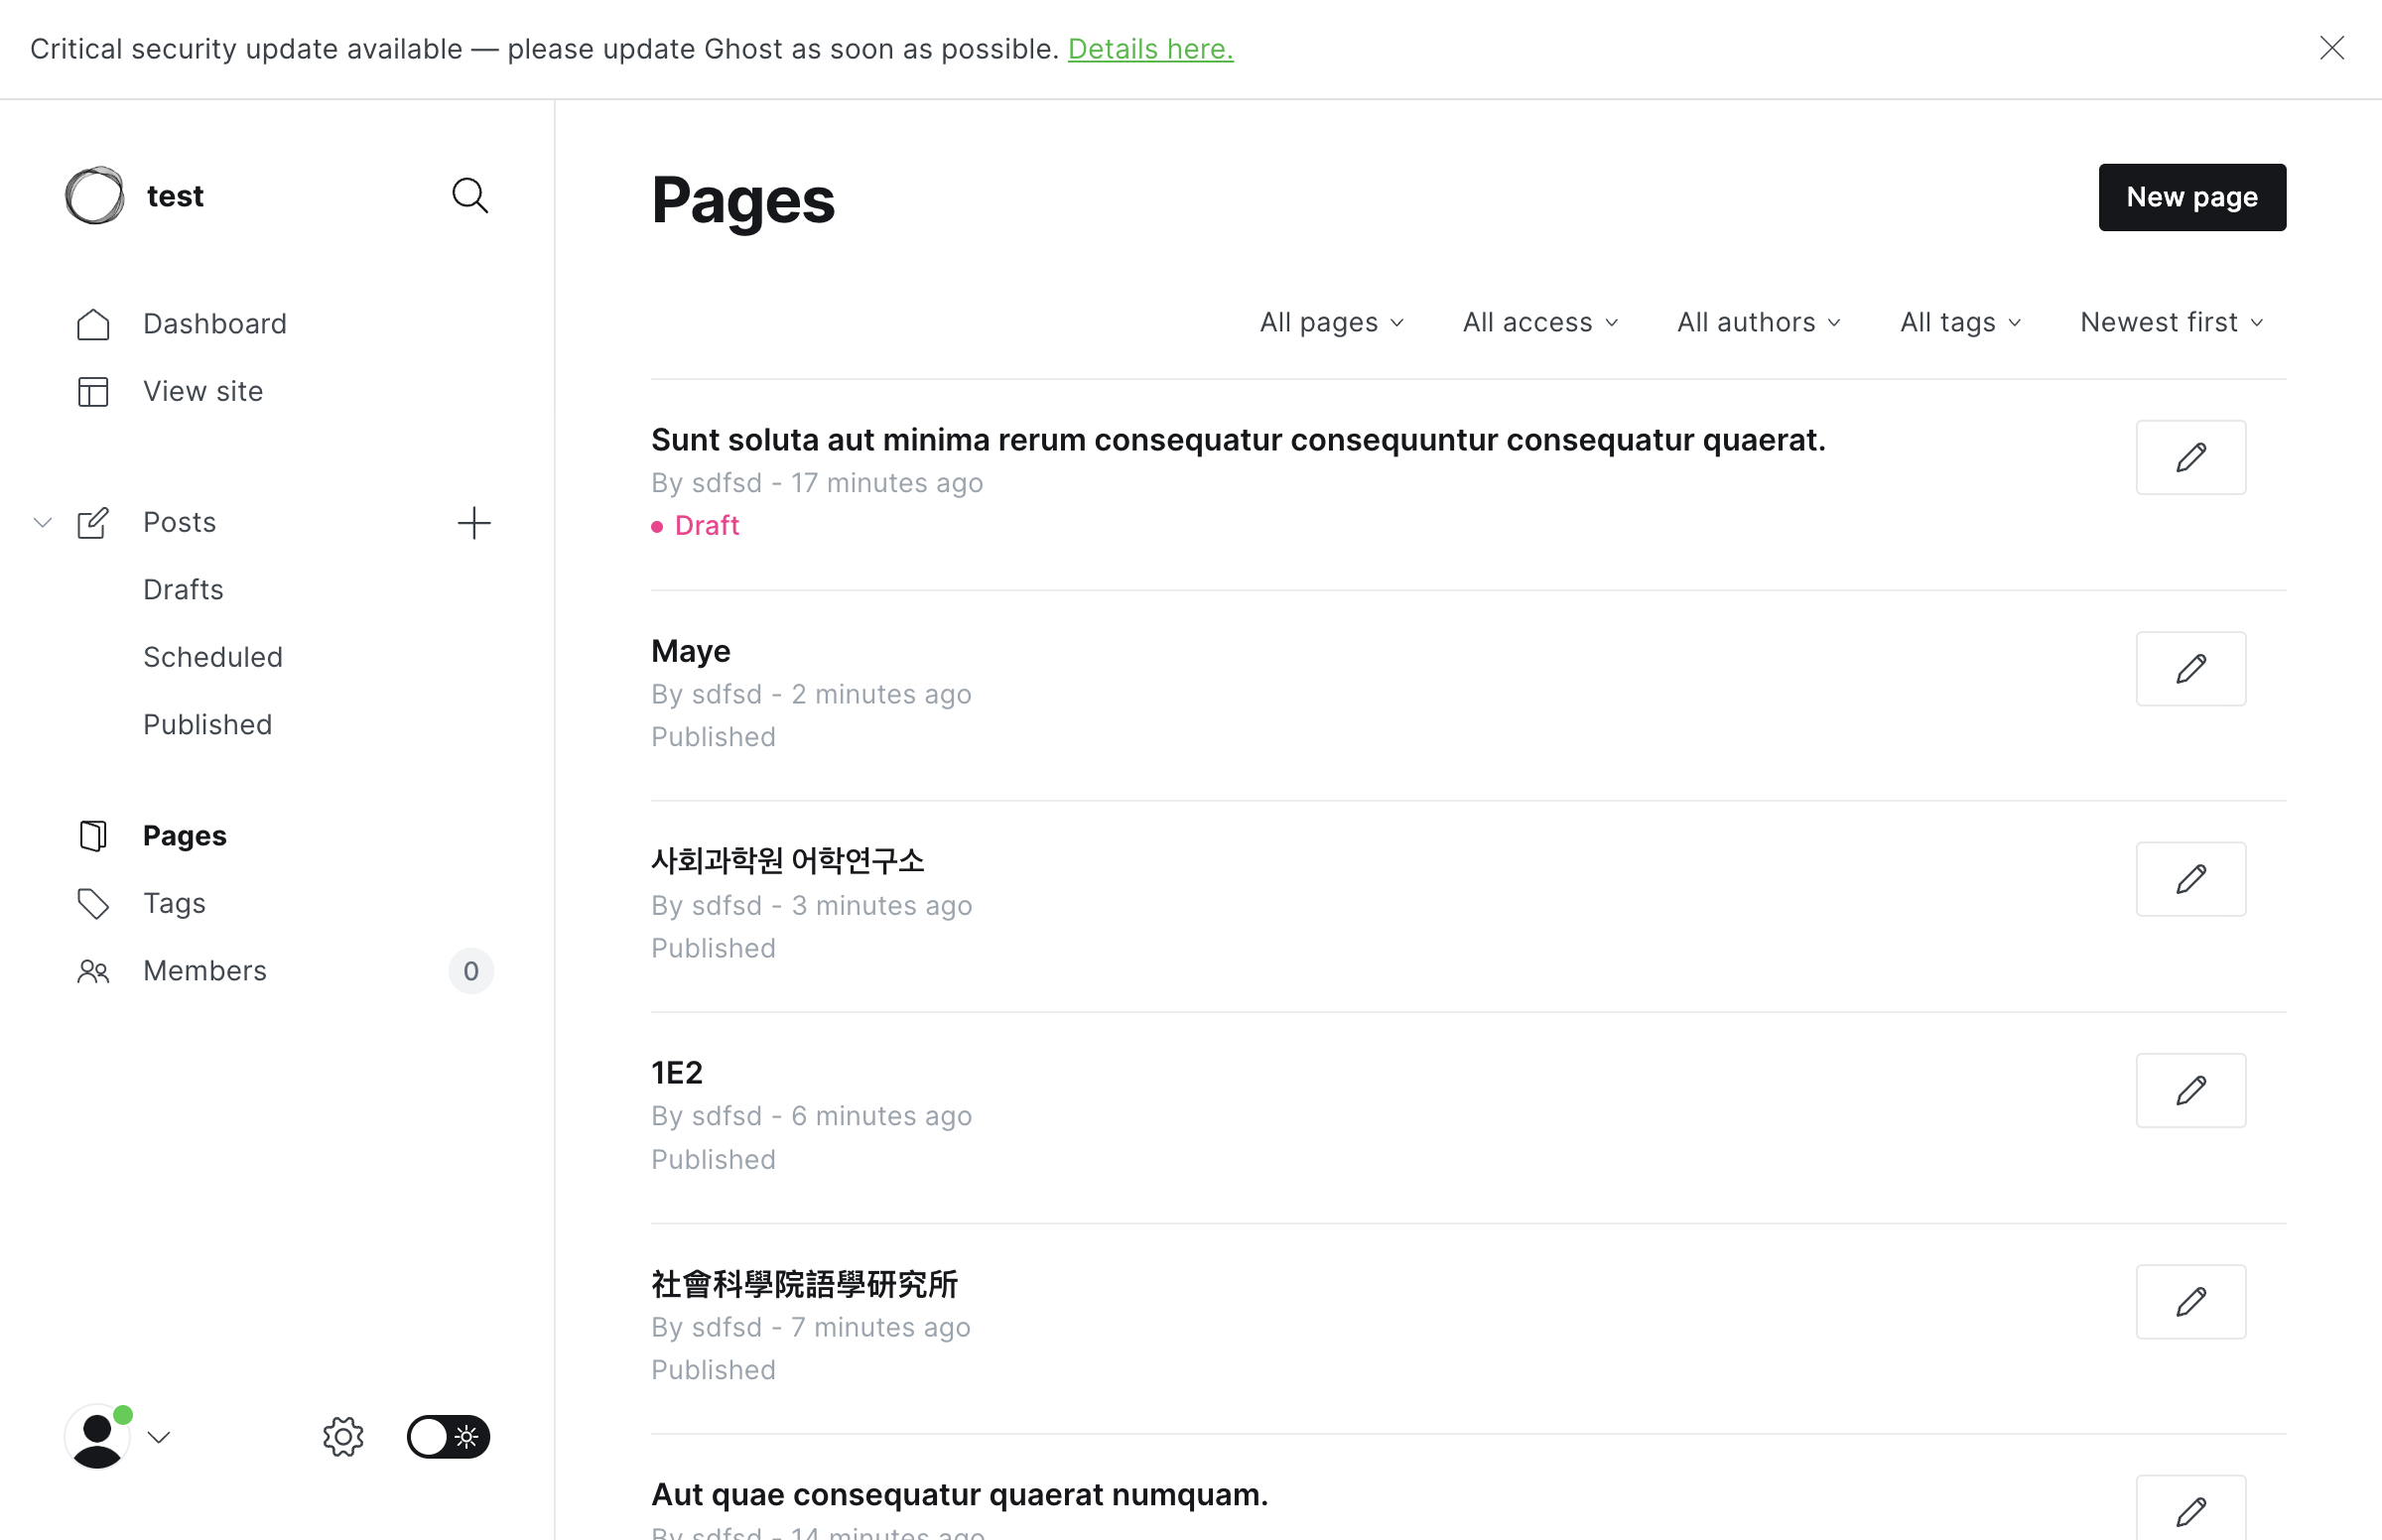 Critical security update available — please update Ghost as soon as possible. Details here.
test
Dashboard
View site
Posts
Drafts
Scheduled
Published
Pages
Tags
Members
0
Pages
New page
All pages
All access
All authors
All tags
Newest first
Sunt soluta aut minima rerum consequatur consequuntur consequatur quaerat.
By sdfsd - 17 minutes ago
Draft
Maye
By sdfsd - 2 minutes ago
Published
사회과학원 어학연구소
By sdfsd - 3 minutes ago
Published
1E2
By sdfsd - 6 minutes ago
Published
社會科學院語學研究所
By sdfsd - 7 minutes ago
Published
Aut quae consequatur quaerat numquam.
By sdfsd - 14 minutes ago